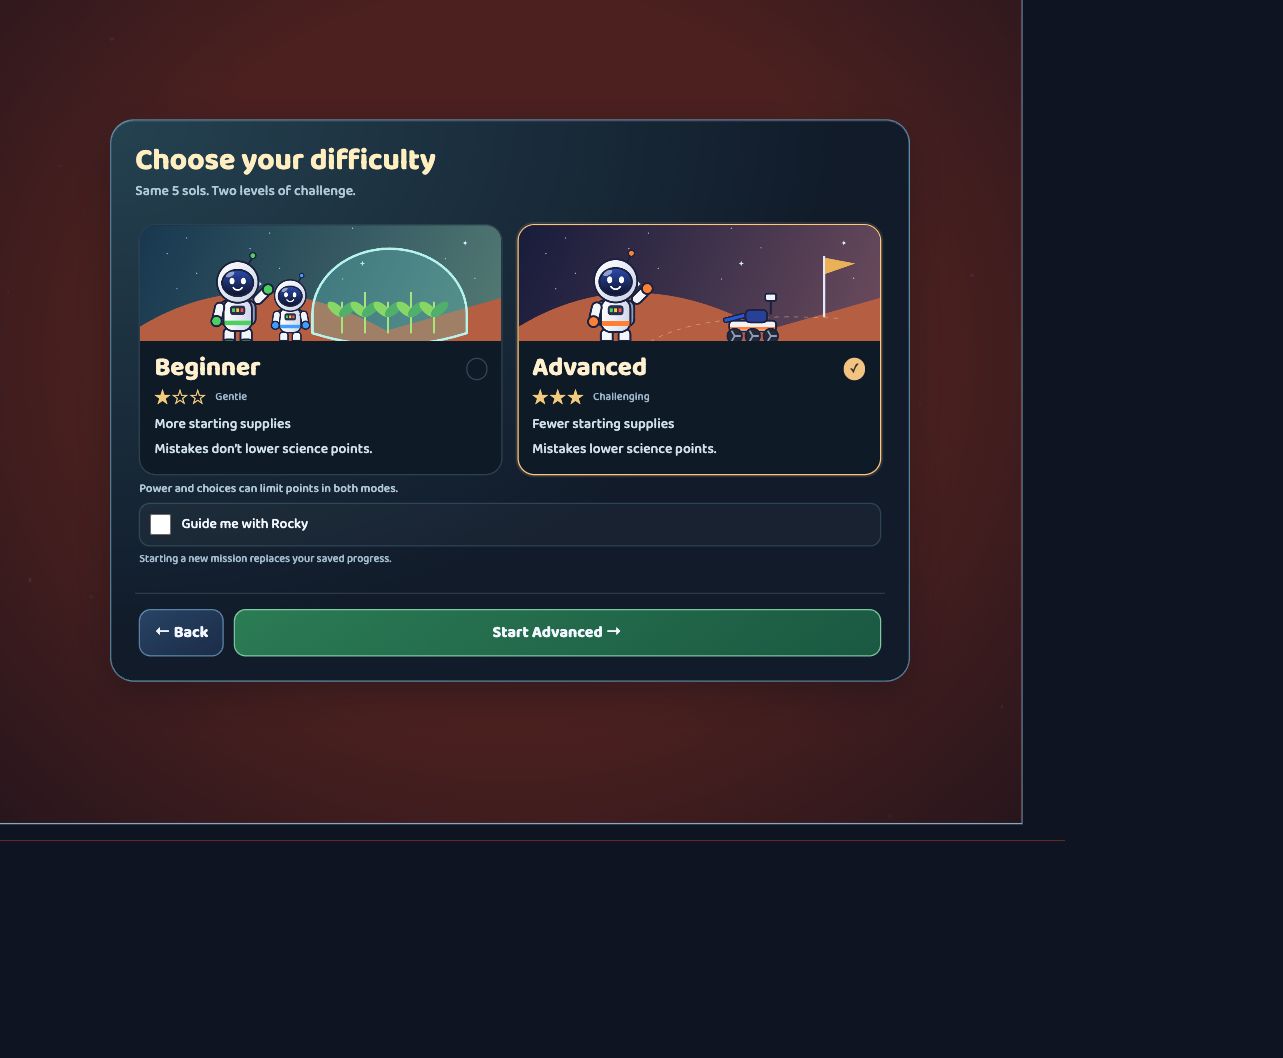 Choose your difficulty
Same 5 sols. Two levels of challenge.
Beginner
Gentle
More starting supplies
Mistakes don't lower science points.
Advanced
✓
Challenging
Fewer starting supplies
Mistakes lower science points.
Power and choices can limit points in both modes.
Guide me with Rocky
Starting a new mission replaces your saved progress.
← Back
Start Advanced →